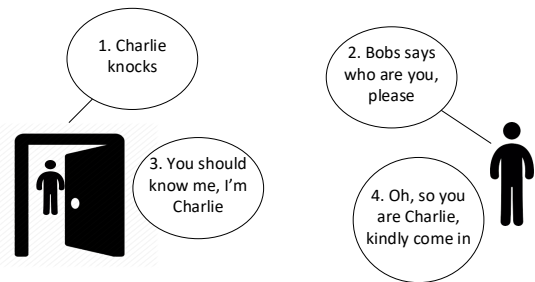 1. Charlie
knocks
2. Bobs says
who are you,
please
3. You should
know me, I'm
Charlie
4. Oh, so you
are Charlie,
kindly come in